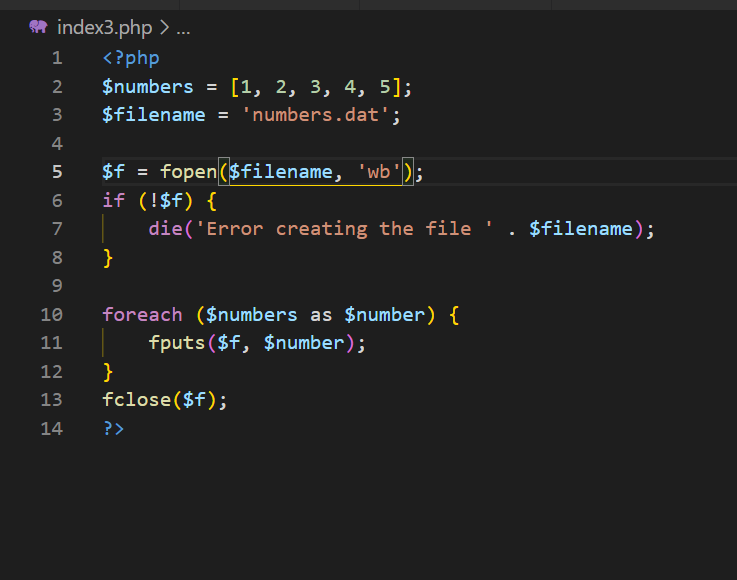 index3.php > ...
1 <?php
2 $numbers = [1, 2, 3, 4, 5];
3 $filename = 'numbers.dat';
4
5 $f = fopen($filename, 'wb');
6 if (!$f) {
7     die('Error creating the file ' . $filename);
8 }
9
10 foreach ($numbers as $number) {
11     fputs($f, $number);
12 }
13 fclose($f);
14 ?>